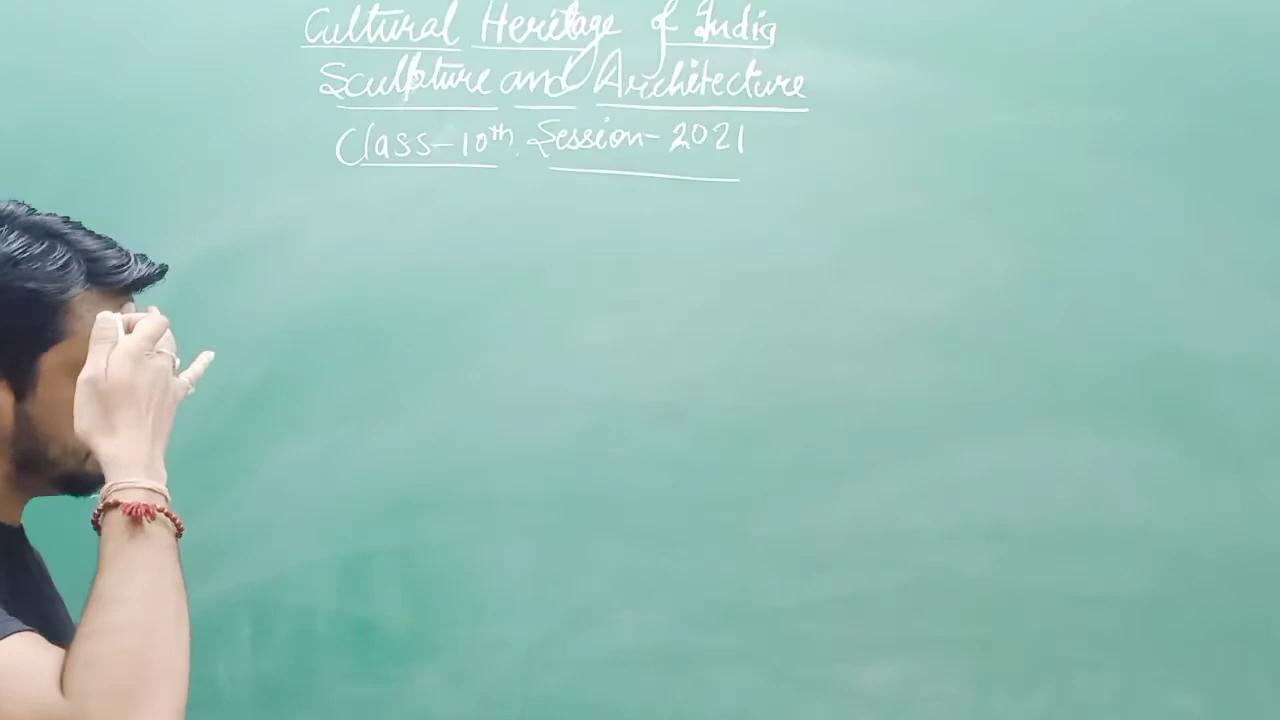 Cultural Heritage of India
Sculpture and Architecture
Class-10th. Session-2021